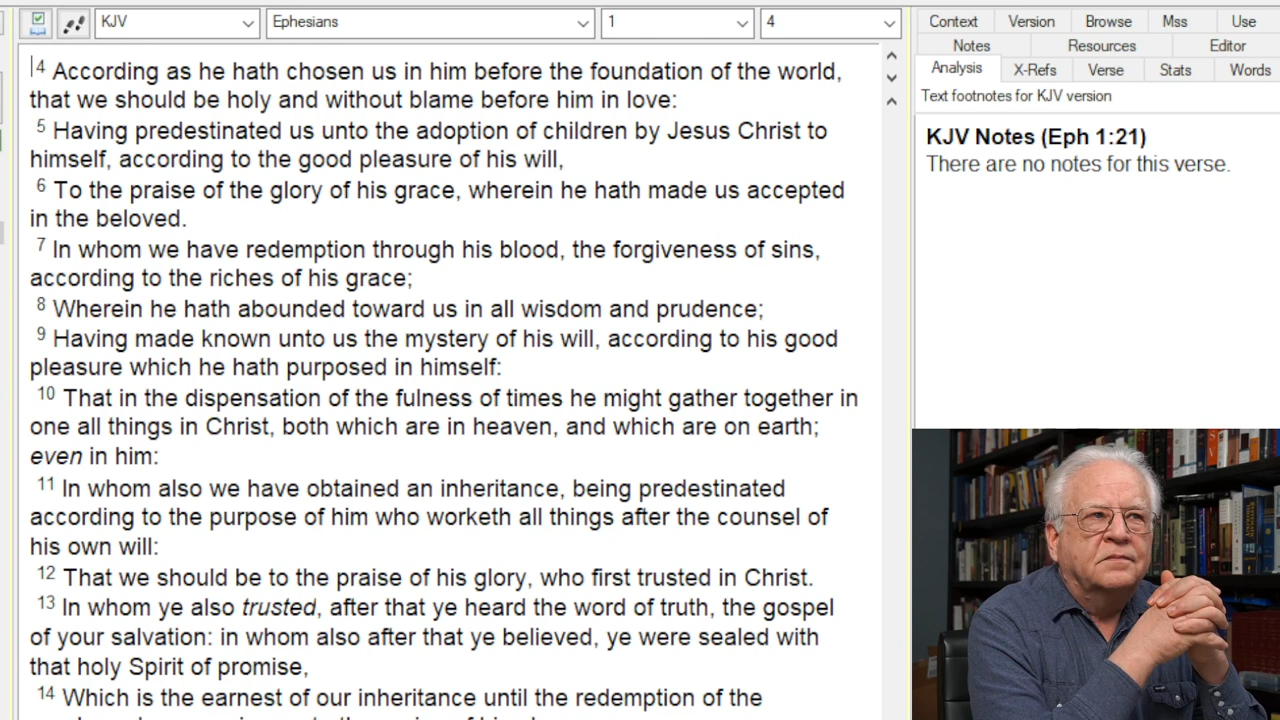 KJV
Ephesians
1
4
Context Version Browse Mss Use
Notes Resources Editor
Analysis X-Refs Verse Stats Words
Text footnotes for KJV version
KJV Notes (Eph 1:21)
There are no notes for this verse.
4 According as he hath chosen us in him before the foundation of the world,
that we should be holy and without blame before him in love:
5 Having predestinated us unto the adoption of children by Jesus Christ to
himself, according to the good pleasure of his will,
6 To the praise of the glory of his grace, wherein he hath made us accepted
in the beloved.
7 In whom we have redemption through his blood, the forgiveness of sins,
according to the riches of his grace;
8 Wherein he hath abounded toward us in all wisdom and prudence;
9 Having made known unto us the mystery of his will, according to his good
pleasure which he hath purposed in himself:
10 That in the dispensation of the fulness of times he might gather together in
one all things in Christ, both which are in heaven, and which are on earth;
even in him:
11 In whom also we have obtained an inheritance, being predestinated
according to the purpose of him who worketh all things after the counsel of
his own will:
12 That we should be to the praise of his glory, who first trusted in Christ.
13 In whom ye also trusted, after that ye heard the word of truth, the gospel
of your salvation: in whom also after that ye believed, ye were sealed with
that holy Spirit of promise,
14 Which is the earnest of our inheritance until the redemption of the